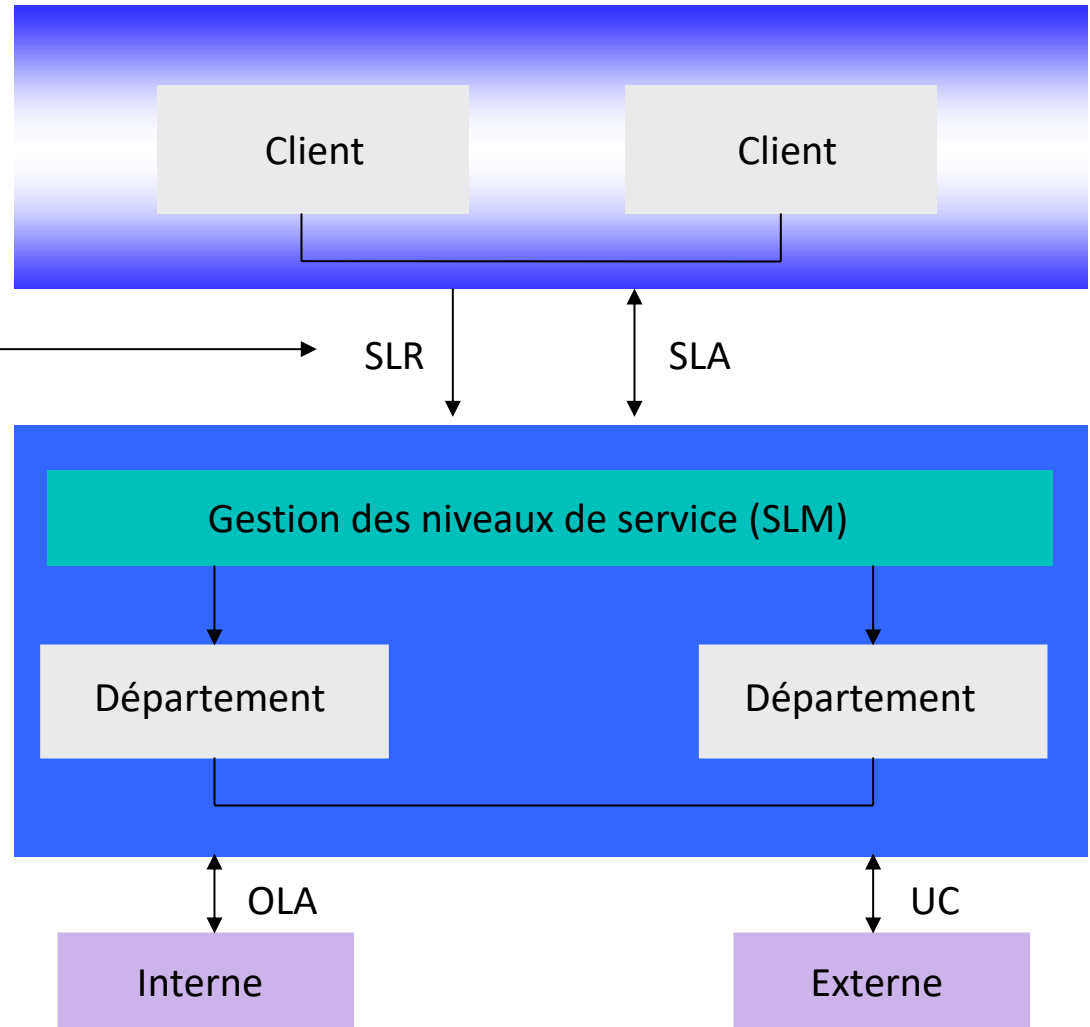 Client
Client
SLR
SLA
Gestion des niveaux de service (SLM)
Département
Département
OLA
UC
Interne
Externe